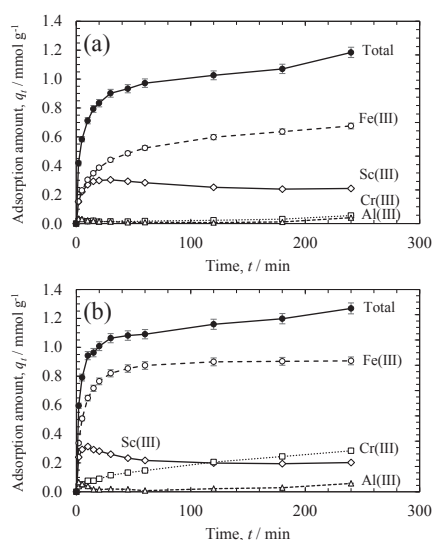 (a)
Adsorption amount, qt / mmol g-1
1.4
1.2
1.0
0.8
0.6
0.4
0.2
0.0
Total
Fe(III)
Sc(III)
Cr(III)
Al(III)
0 100 200 300
Time, t / min
(b)
Adsorption amount, qt / mmol g-1
1.4
1.2
1.0
0.8
0.6
0.4
0.2
0.0
Total
Fe(III)
Sc(III)
Cr(III)
Al(III)
0 100 200 300
Time, t / min